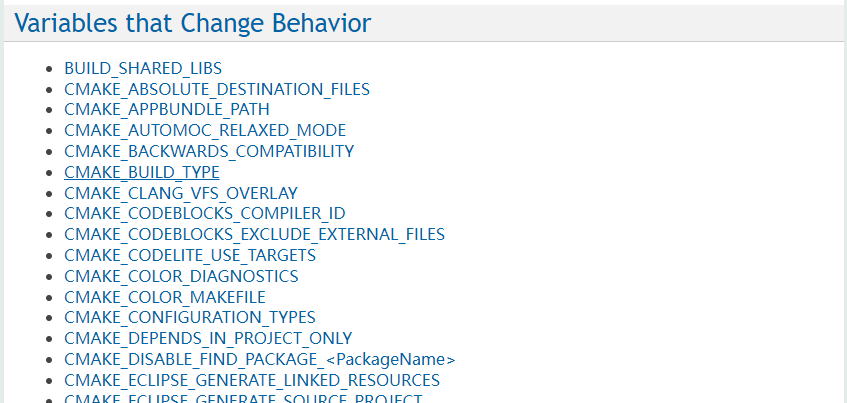 Variables that Change Behavior
BUILD_SHARED_LIBS
CMAKE_ABSOLUTE_DESTINATION_FILES
CMAKE_APPBUNDLE_PATH
CMAKE_AUTOMOC_RELAXED_MODE
CMAKE_BACKWARDS_COMPATIBILITY
CMAKE_BUILD_TYPE
CMAKE_CLANG_VFS_OVERLAY
CMAKE_CODEBLOCKS_COMPILER_ID
CMAKE_CODEBLOCKS_EXCLUDE_EXTERNAL_FILES
CMAKE_CODELITE_USE_TARGETS
CMAKE_COLOR_DIAGNOSTICS
CMAKE_COLOR_MAKEFILE
CMAKE_CONFIGURATION_TYPES
CMAKE_DEPENDS_IN_PROJECT_ONLY
CMAKE_DISABLE_FIND_PACKAGE_<PackageName>
CMAKE_ECLIPSE_GENERATE_LINKED_RESOURCES
CMAKE_ECLIPSE_GENERATE_SOURCE_PROJECT